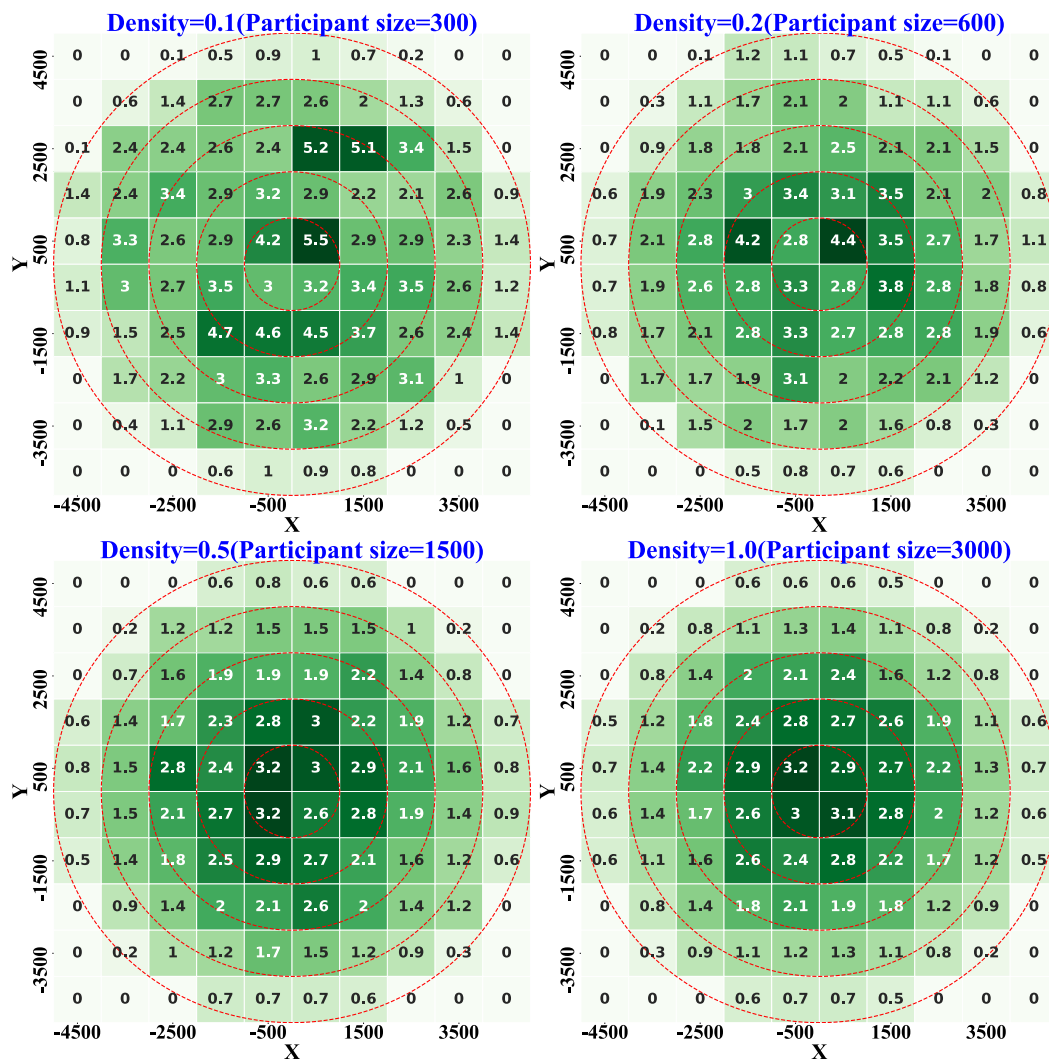 Density=0.1(Participant size=300)
4500 0 0 0.1 0.9 1 0.7 0.2 0 0
0 0.6 1.4 2.7 2.7 2.6 2 1.3 0.6 0
2500 0.1 2.4 2.4 2.6 2.4 5.2 5.1 3.4 1.5 0
1.4 2.4 3.4 2.9 3.2 2.9 2.2 2.1 2.6 0.9
Y 500 0.8 3.3 2.6 2.9 4.2 5.5 2.9 2.9 2.3 1.4
1.1 3 2.7 3.5 3 3.2 3.4 3.5 2.6 1.2
-1500 0.9 1.5 2.5 4.7 4.6 4.5 3.7 2.6 2.4 1.4
0 1.7 2.2 3 3.3 2.6 2.9 3.1 1 0
-3500 0 0.4 1.1 2.9 2.6 3.2 2.2 1.2 0.5 0
0 0 0 0.6 1 0.9 0.8 0 0 0
-4500 -2500 -500 1500 3500
X
Density=0.2(Participant size=600)
4500 0 0 0.1 1.2 1.1 0.7 0.5 0.1 0 0
0 0.3 1.1 1.7 2.1 2 1.1 1.1 0.6 0
2500 0 0.9 1.8 1.8 2.1 2.5 2.1 2.1 1.5 0
0.6 1.9 2.3 3 3.4 3.1 3.5 2.1 2 0.8
Y 500 0.7 2.1 2.8 4.2 2.8 4.4 3.5 2.7 1.7 1.1
0.7 1.9 2.6 2.8 3.3 2.8 3.8 2.8 1.8 0.8
-1500 0.8 1.7 2.1 2.8 3.3 2.7 2.8 2.8 1.9 0.6
0 1.7 1.7 1.9 3.1 2 2.2 2.1 1.2 0
-3500 0 0.1 1.5 2 1.7 2 1.6 0.8 0.3 0
0 0 0 0.5 0.8 0.7 0.6 0 0 0
-4500 -2500 -500 1500 3500
X
Density=0.5(Participant size=1500)
4500 0 0 0 0.6 0.8 0.6 0.6 0 0 0
0 0.2 1.2 1.2 1.5 1.5 1.5 1 0.2 0
2500 0 0.7 1.6 1.9 1.9 1.9 2.2 1.4 0.8 0
0.6 1.4 1.7 2.3 2.8 3 2.2 1.9 1.2 0.7
Y 500 0.8 1.5 2.8 2.4 3.2 3 2.9 2.1 1.6 0.8
0.7 1.5 2.1 2.7 3.2 2.6 2.8 1.9 1.4 0.9
-1500 0.5 1.4 1.8 2.5 2.9 2.7 2.1 1.6 1.2 0.6
0 0.9 1.4 2 2.1 2.6 2 1.4 1.2 0
-3500 0 0.2 1 1.2 1.7 1.5 1.2 0.9 0.3 0
0 0 0 0.7 0.7 0.7 0.6 0 0 0
-4500 -2500 -500 1500 3500
X
Density=1.0(Participant size=3000)
4500 0 0 0 0.6 0.6 0.6 0.5 0 0 0
0 0.2 0.8 1.1 1.3 1.4 1.1 0.8 0.2 0
2500 0 0.8 1.4 2 2.1 2.4 1.6 1.2 0.8 0
0.5 1.2 1.8 2.4 2.8 2.7 2.6 1.9 1.1 0.6
Y 500 0.7 1.4 2.2 2.9 3.2 2.9 2.7 2.2 1.3 0.7
0.6 1.4 1.7 2.6 3 3.1 2.8 2 1.2 0.6
-1500 0.6 1.1 1.6 2.6 2.4 2.8 2.2 1.7 1.2 0.5
0 0.8 1.4 1.8 2.1 1.9 1.8 1.2 0.9 0
-3500 0 0.3 0.9 1.1 1.2 1.3 1.1 0.8 0.2 0
0 0 0 0.6 0.7 0.7 0.5 0 0 0
-4500 -2500 -500 1500 3500
X